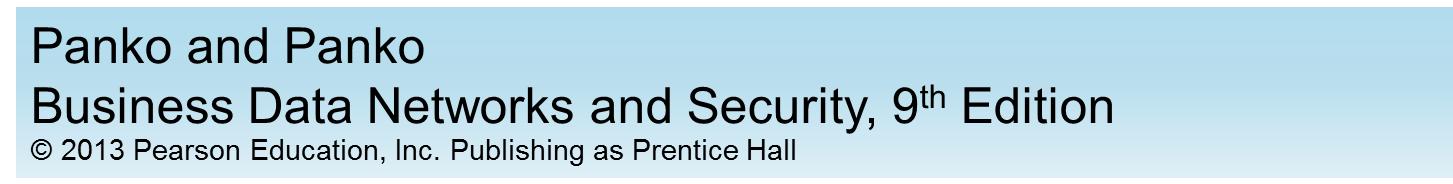 Panko and Panko
Business Data Networks and Security, 9th Edition
© 2013 Pearson Education, Inc. Publishing as Prentice Hall